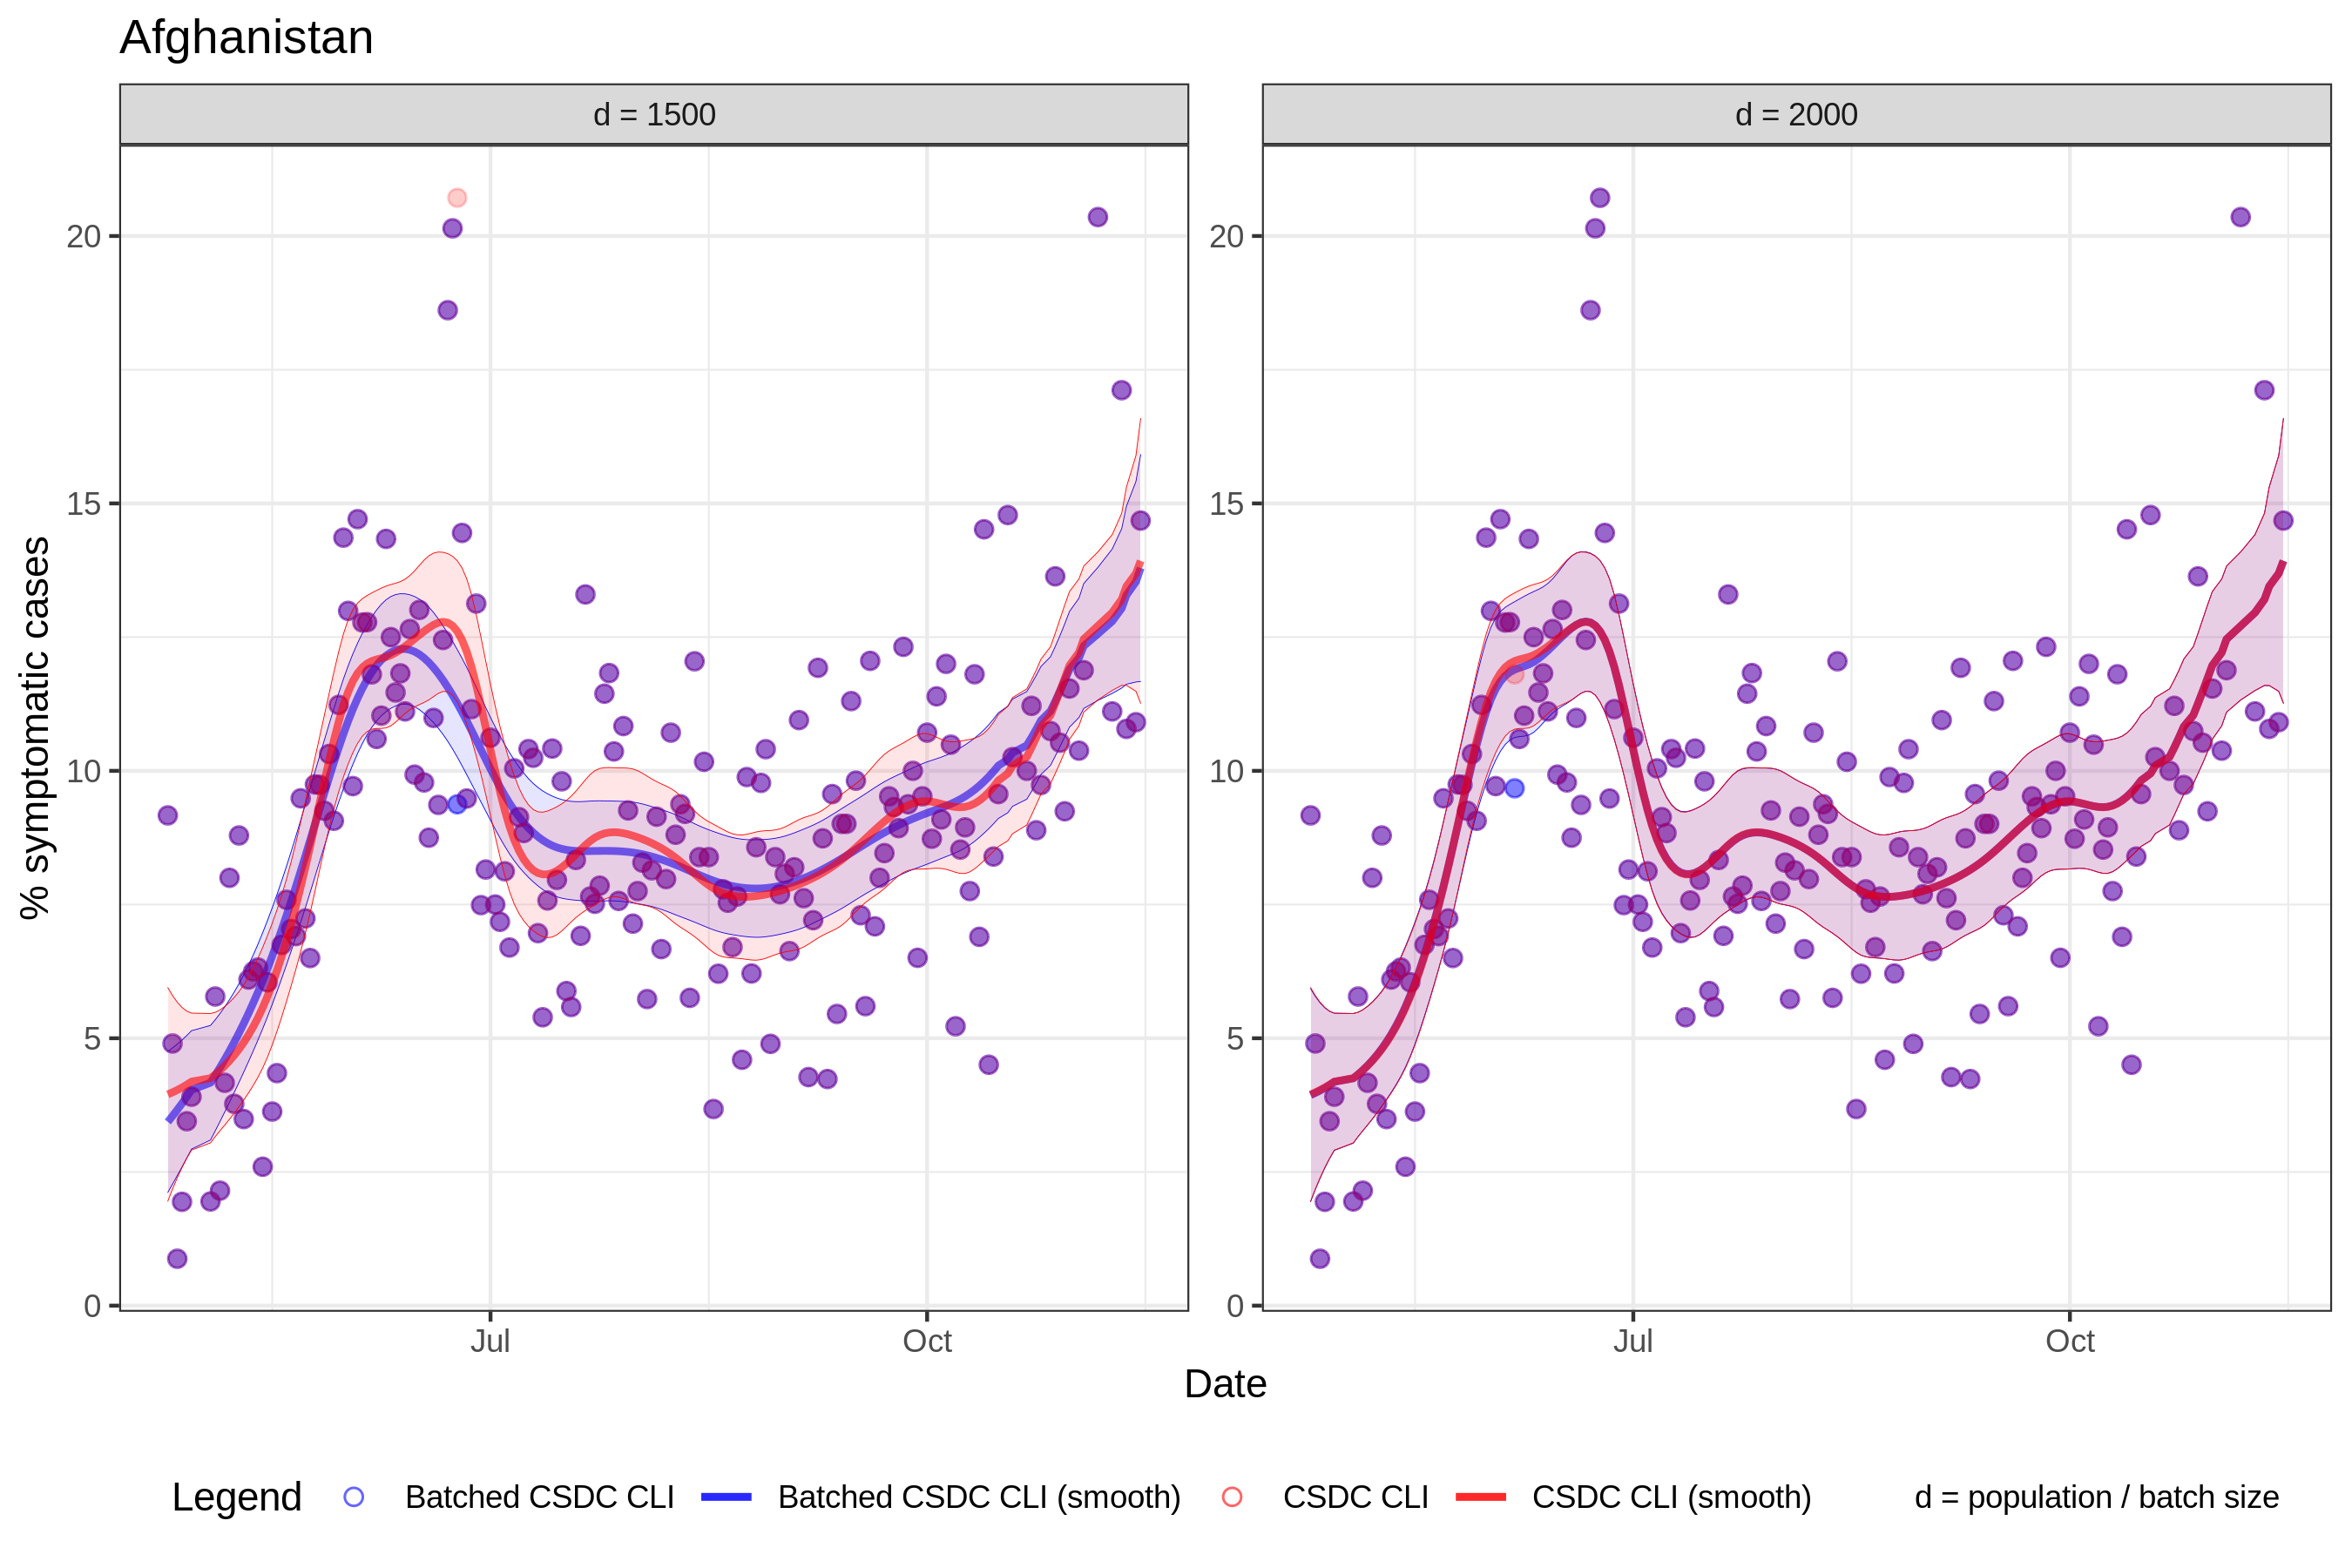 Afghanistan
d = 1500
d = 2000
% symptomatic cases
20
15
10
5
0
20
15
10
5
0
Jul
Oct
Jul
Oct
Date
Legend
Batched CSDC CLI
Batched CSDC CLI (smooth)
CSDC CLI
CSDC CLI (smooth)
d = population / batch size